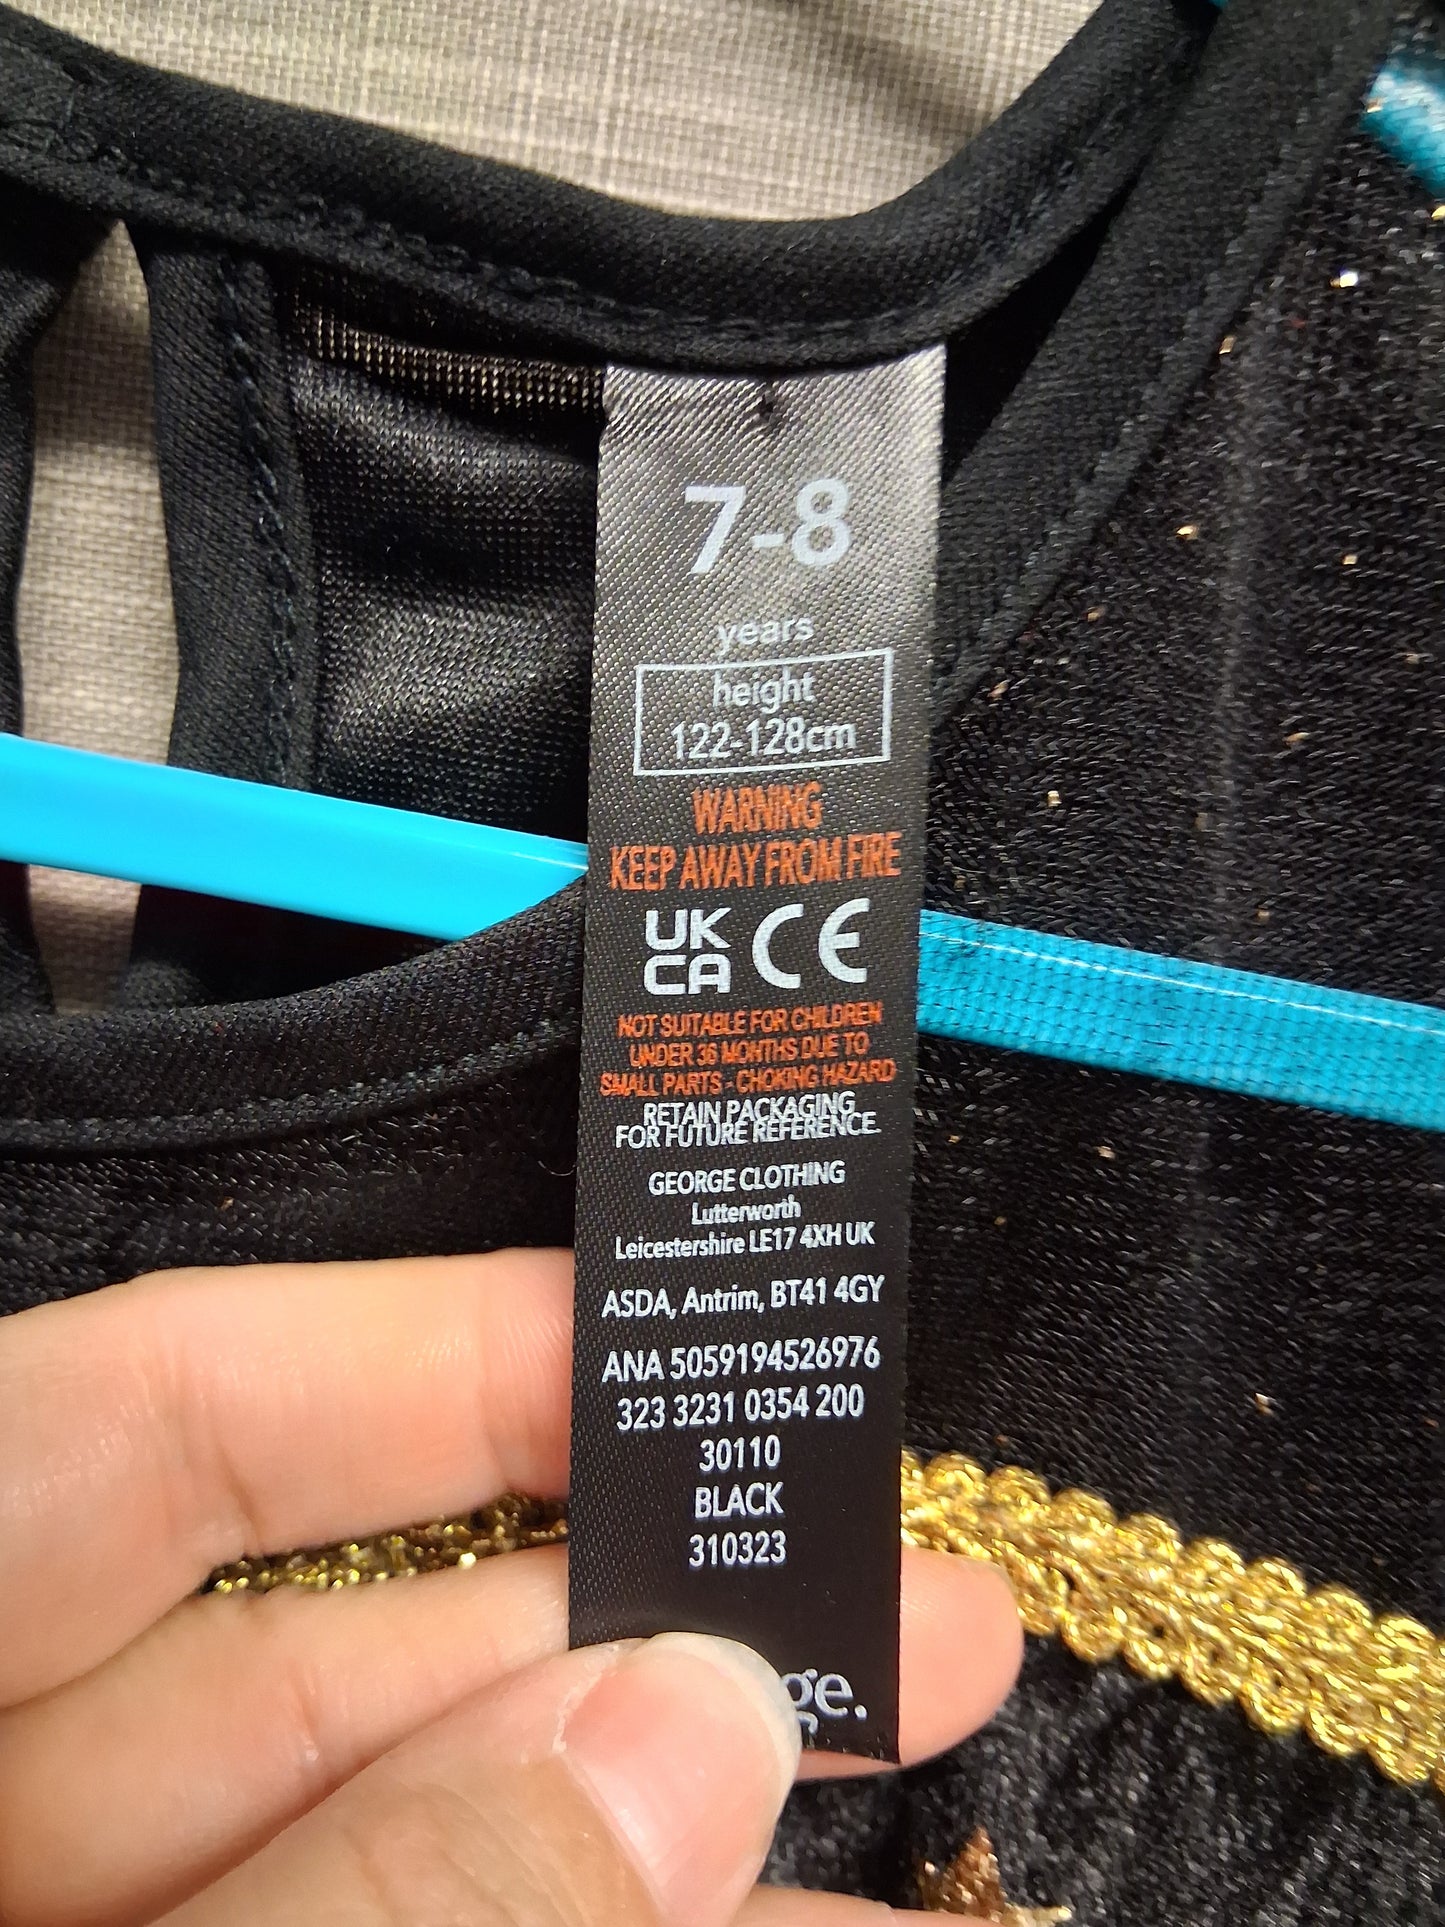 7-8
years
height
122-128cm
WARNING
KEEP AWAY FROM FIRE
UK
CA CE
NOT SUITABLE FOR CHILDREN
UNDER 36 MONTHS DUE TO
SMALL PARTS - CHOKING HAZARD
RETAIN PACKAGING
FOR FUTURE REFERENCE.
GEORGE CLOTHING
Lutterworth
Leicestershire LE17 4XH UK
ASDA, Antrim, BT41 4GY
ANA 5059194526976
323 3231 0354 200
30110
BLACK
310323